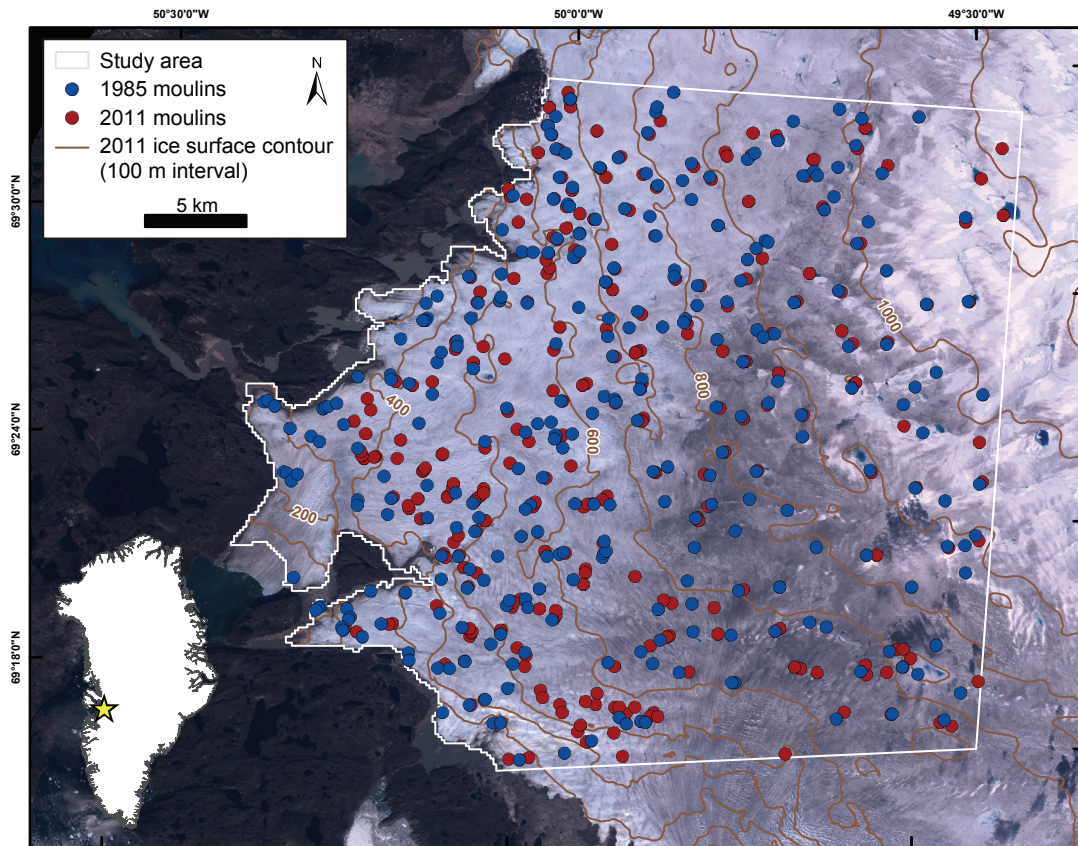 50°30'0"W
50°0'0"W
49°30'0"W
Study area
1985 moulins
2011 moulins
2011 ice surface contour
(100 m interval)
N
5 km
69°30'0"N
1000
800
400
69°24'0"N
600
200
69°18'0"N